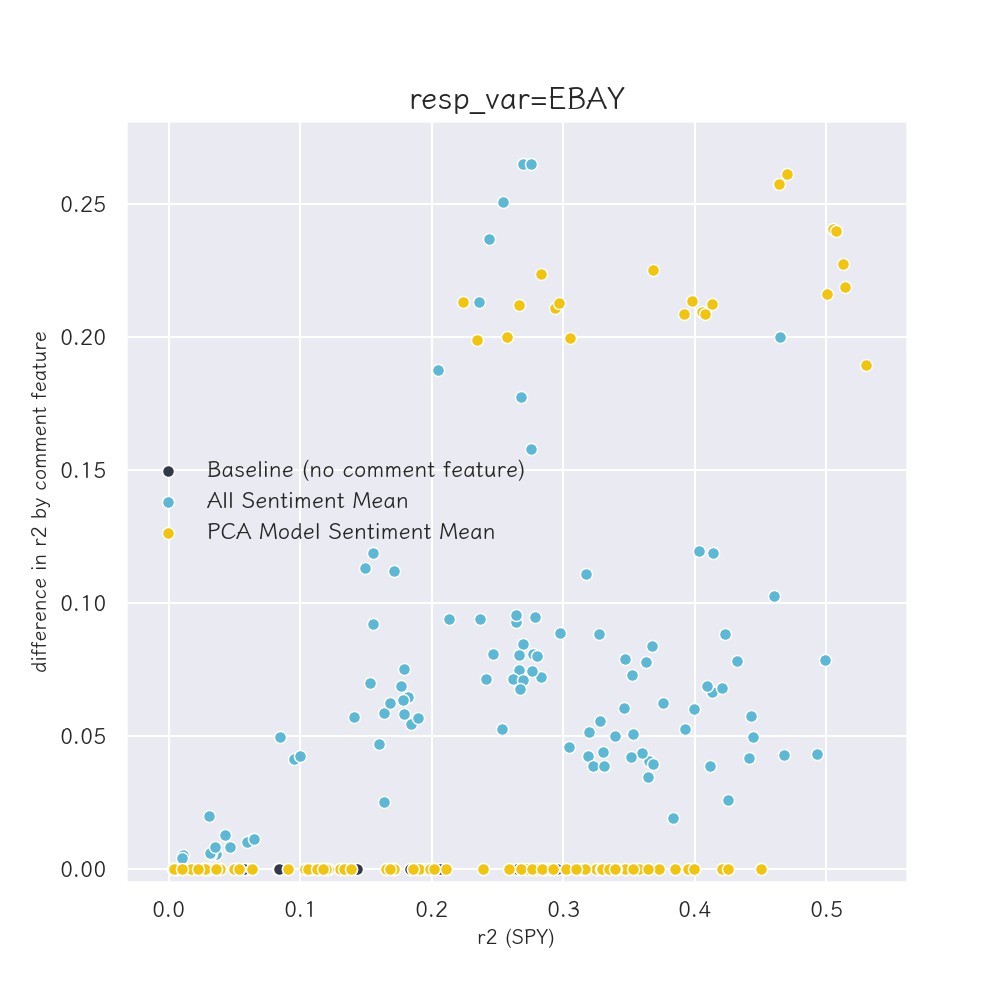 resp_var=EBAY
difference in r2 by comment feature
0.25
0.20
0.15
0.10
0.05
0.00
Baseline (no comment feature)
All Sentiment Mean
PCA Model Sentiment Mean
0.0 0.1 0.2 0.3 0.4 0.5
r2 (SPY)